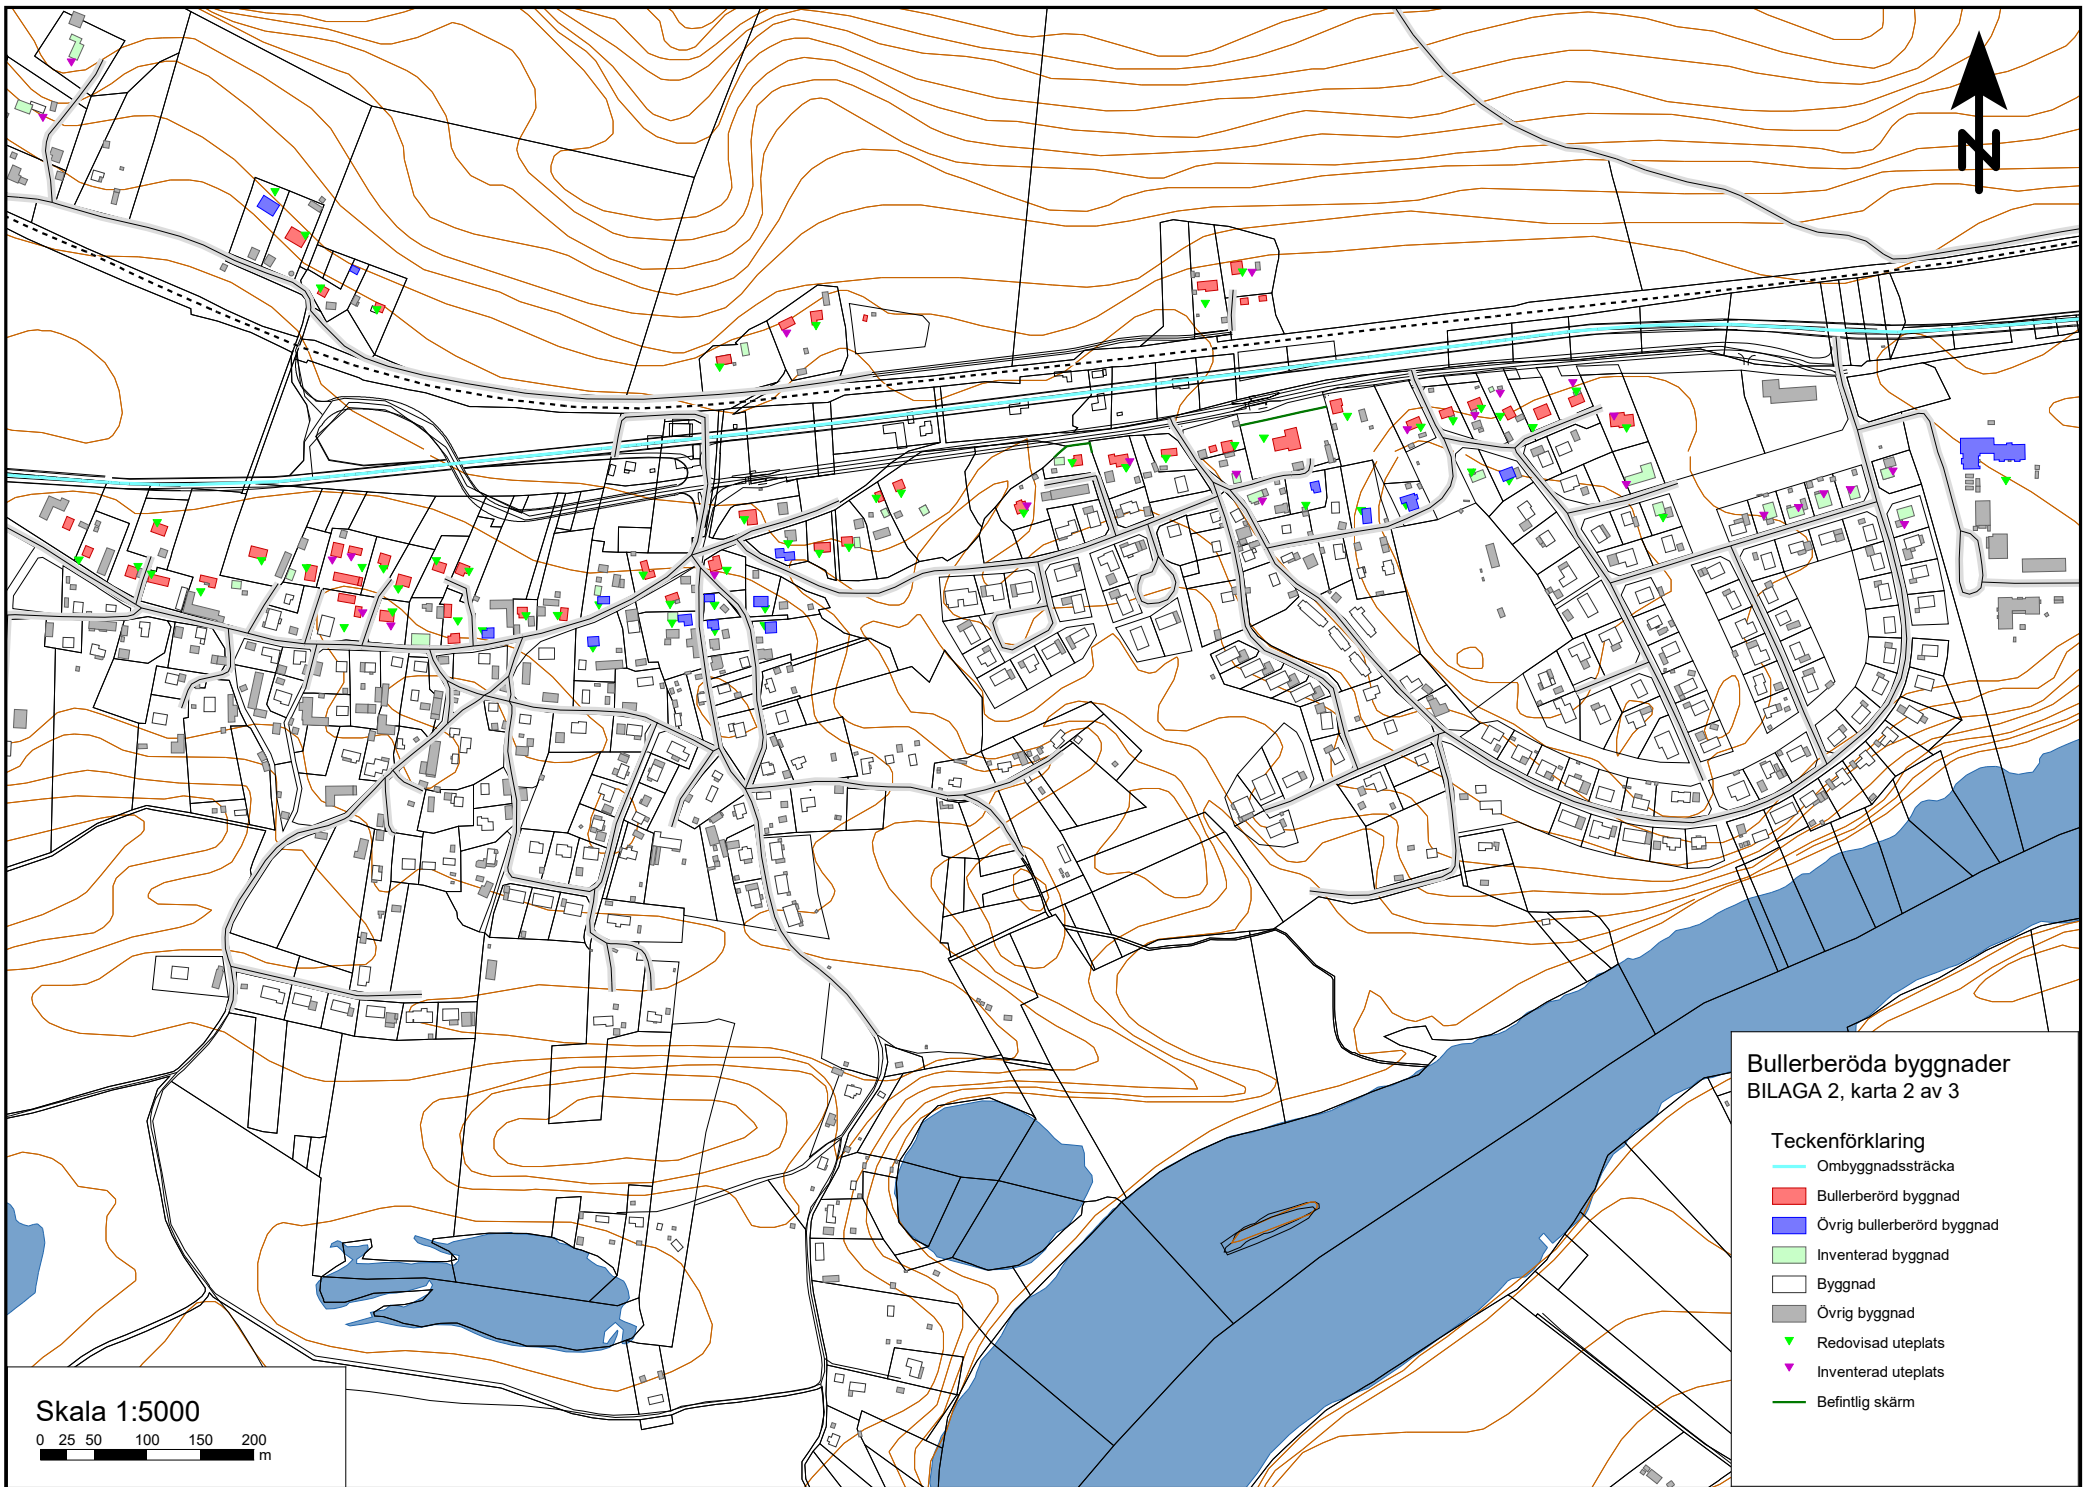 N
Bullerberöda byggnader
BILAGA 2, karta 2 av 3
Teckenförklaring
Ombyggnadssträcka
Bullerberörd byggnad
Övrig bullerberörd byggnad
Inventerad byggnad
Byggnad
Övrig byggnad
Redovisad uteplats
Inventerad uteplats
Befintlig skärm
Skala 1:5000
0 25 50 100 150 200
m